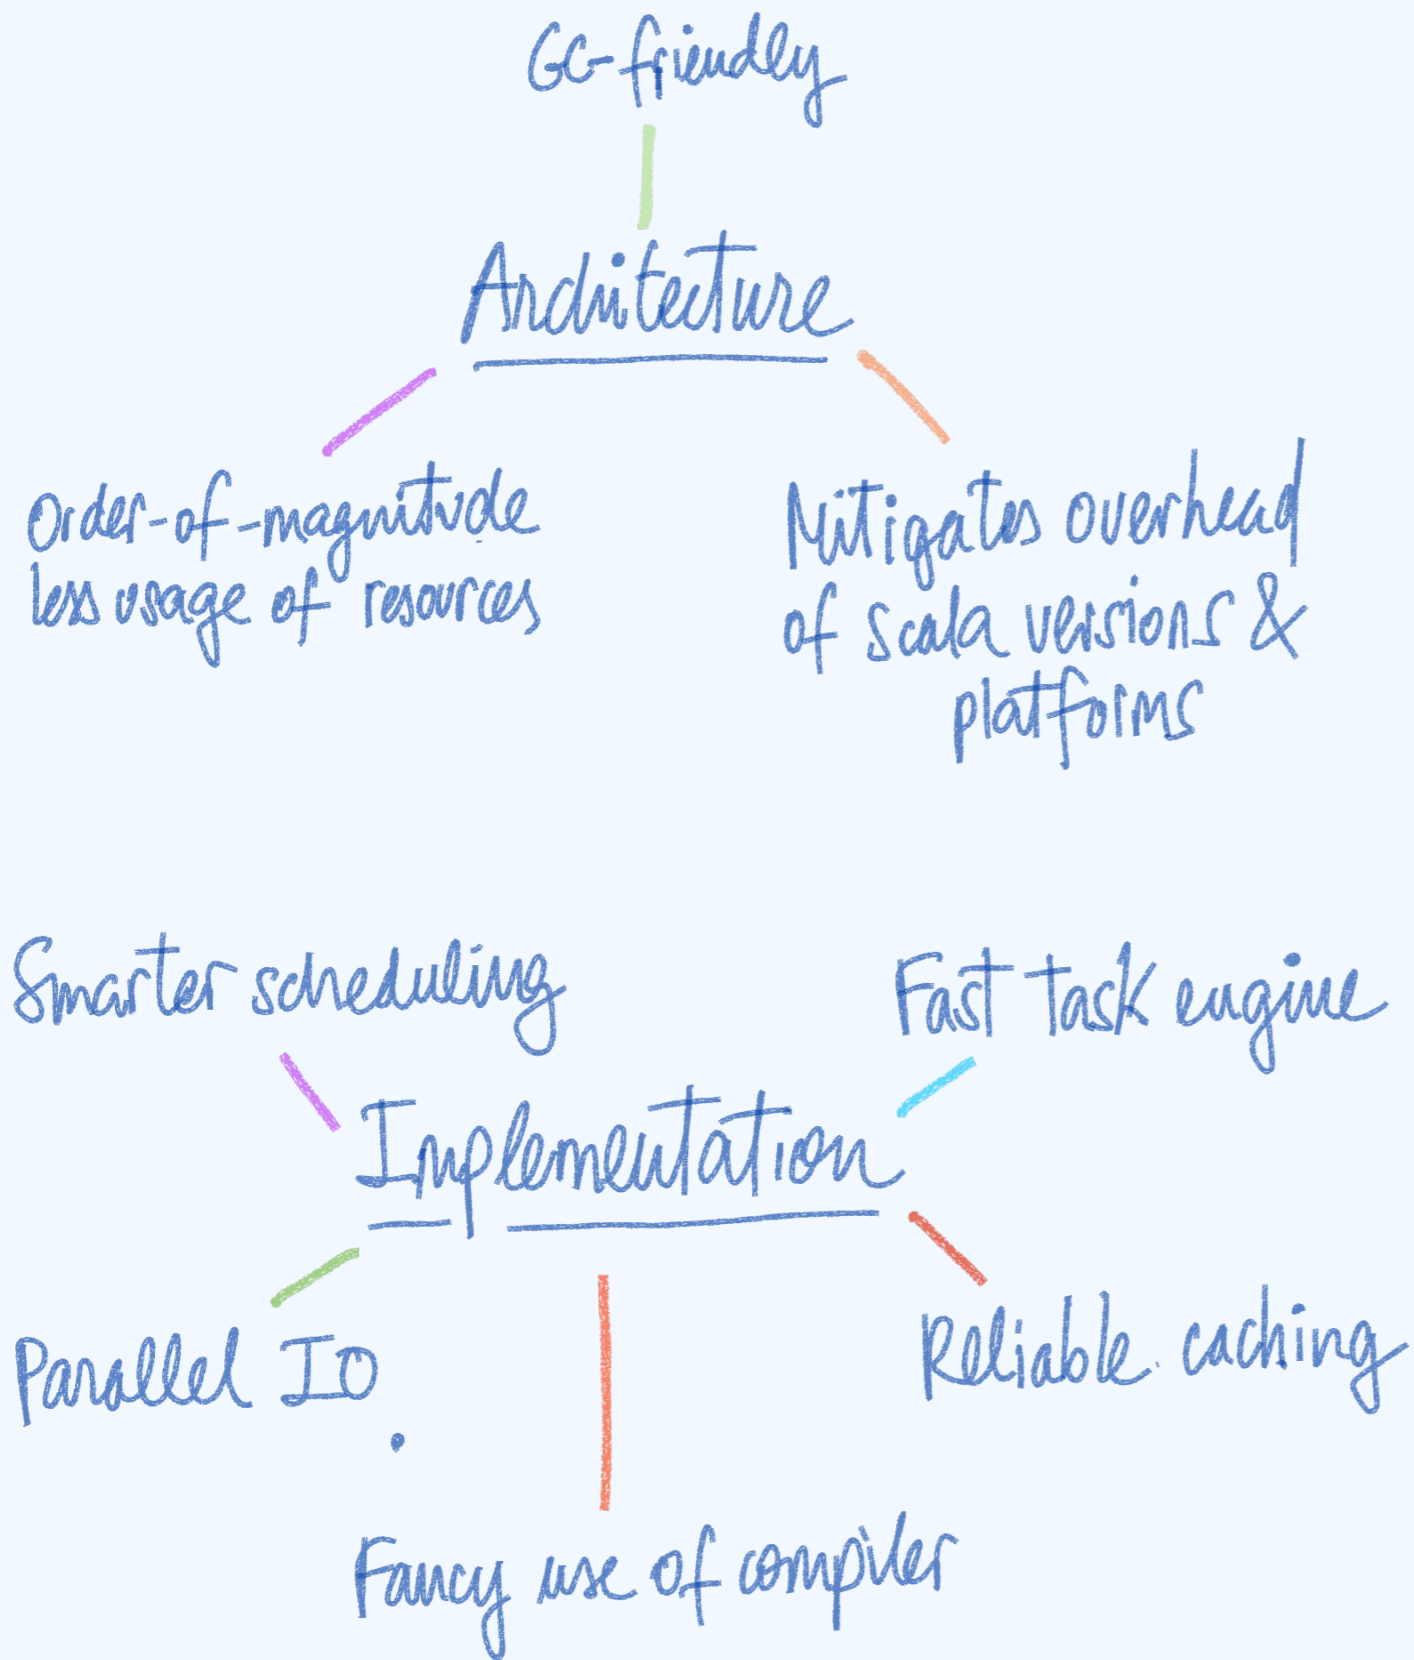 GC-friendly
Architecture
Order-of-magnitude
less usage of resources
Mitigates overhead
of scala versions &
platforms
Smarter scheduling
Fast task engine
Implementation
Parallel IO
Reliable caching
Fancy use of compiler